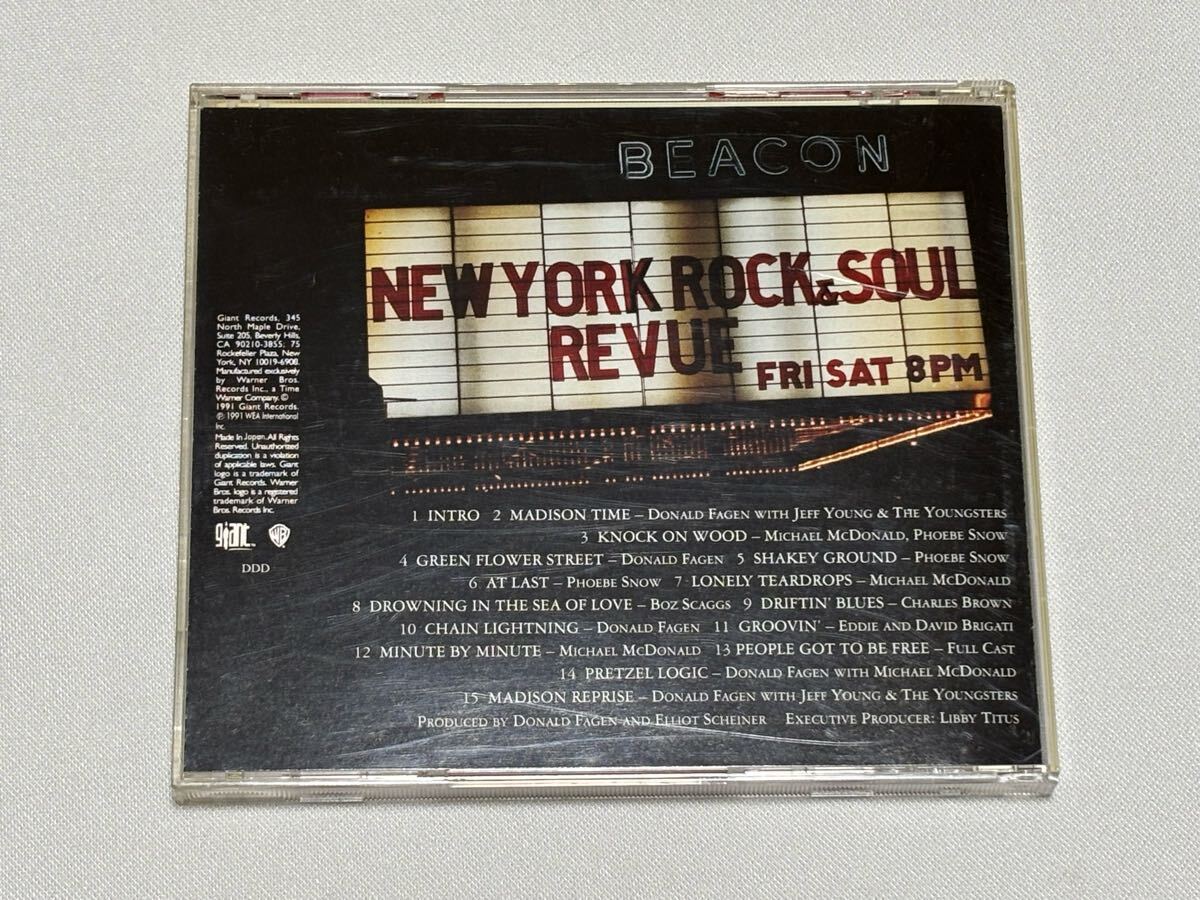 BEACON
NEW YORK ROCK & SOUL
REVUE
FRI SAT 8PM
Giant Records, 345
North Maple Drive,
Suite 205, Beverly Hills,
CA 90210-3855; 75
Rockefeller Plaza, New
York, NY 10019-6908.
Manufactured exclusively
by Warner Bros.
Records Inc., a Time
Warner Company. ©
1991 Giant Records.
℗ 1991 WEA International
Inc.
Made In Japan. All Rights
Reserved. Unauthorized
duplication is a violation
of applicable laws. Giant
logo is a trademark of
Giant Records. Warner
Bros. logo is a registered
trademark of Warner
Bros. Records Inc.
giant
WB
DDD
1 INTRO 2 MADISON TIME – DONALD FAGEN WITH JEFF YOUNG & THE YOUNGSTERS
3 KNOCK ON WOOD – MICHAEL MCDONALD, PHOEBE SNOW
4 GREEN FLOWER STREET – DONALD FAGEN 5 SHAKEY GROUND – PHOEBE SNOW
6 AT LAST – PHOEBE SNOW 7 LONELY TEARDROPS – MICHAEL MCDONALD
8 DROWNING IN THE SEA OF LOVE – BOZ SCAGGS 9 DRIFTIN' BLUES – CHARLES BROWN
10 CHAIN LIGHTNING – DONALD FAGEN 11 GROOVIN' – EDDIE AND DAVID BRIGATI
12 MINUTE BY MINUTE – MICHAEL MCDONALD 13 PEOPLE GOT TO BE FREE – FULL CAST
14 PRETZEL LOGIC – DONALD FAGEN WITH MICHAEL MCDONALD
15 MADISON REPRISE – DONALD FAGEN WITH JEFF YOUNG & THE YOUNGSTERS
PRODUCED BY DONALD FAGEN AND ELLIOT SCHEINER EXECUTIVE PRODUCER: LIBBY TITUS